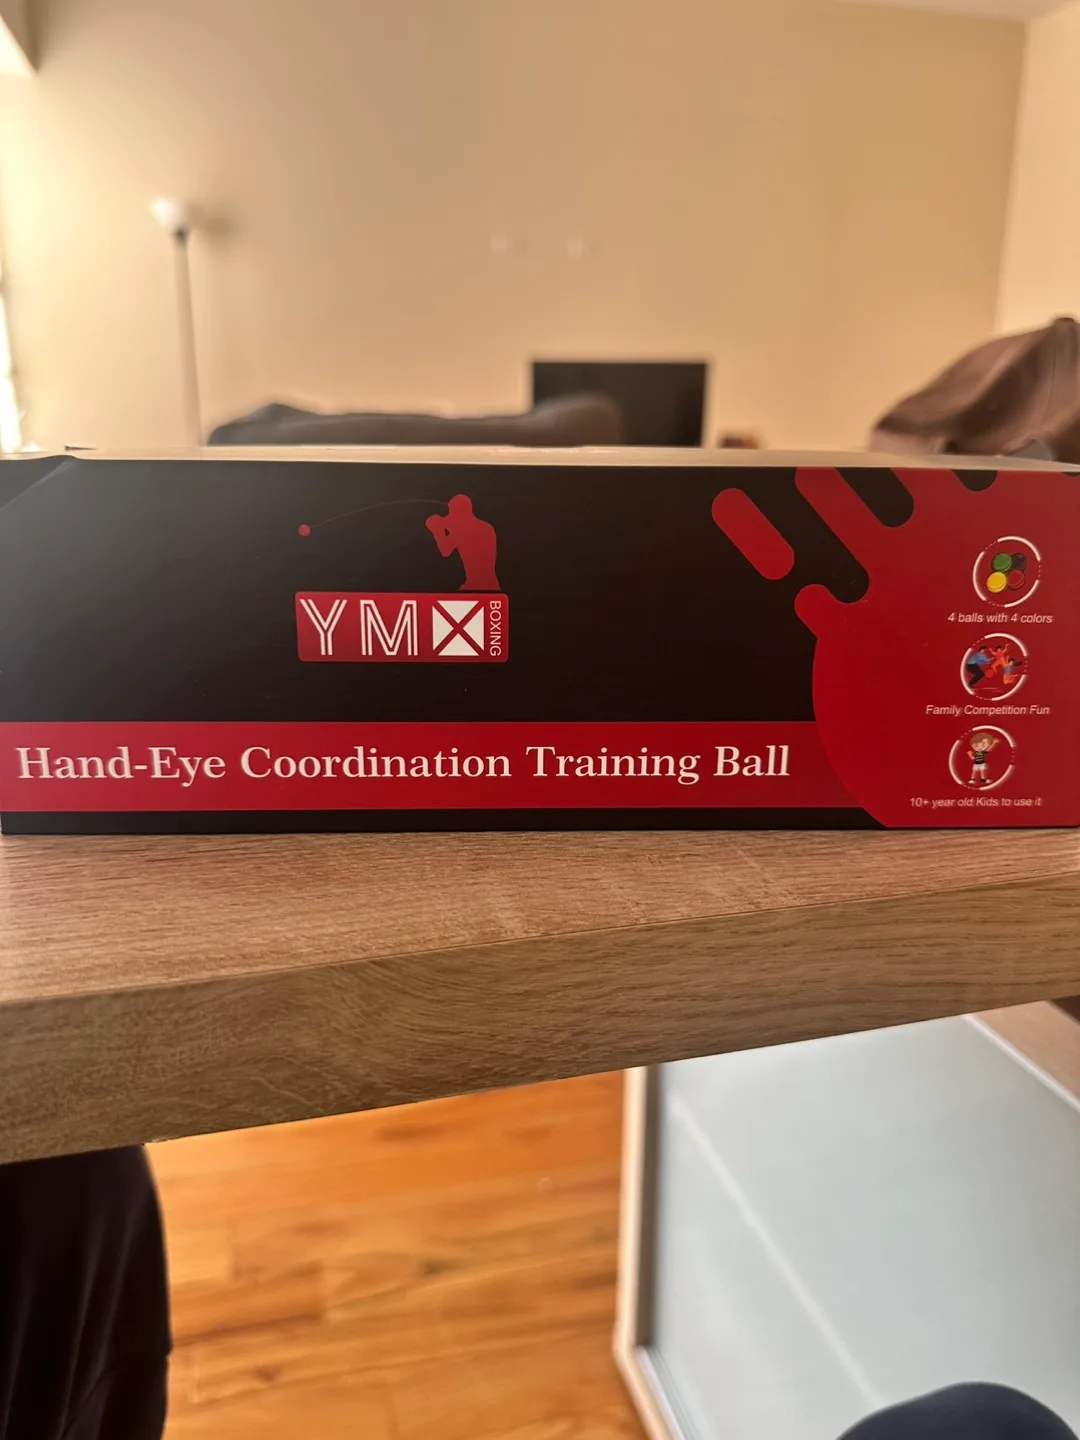 YMX
BOXING
Hand-Eye Coordination Training Ball
4 balls with 4 colors
Family Competition Fun
10+ year old Kids to use it